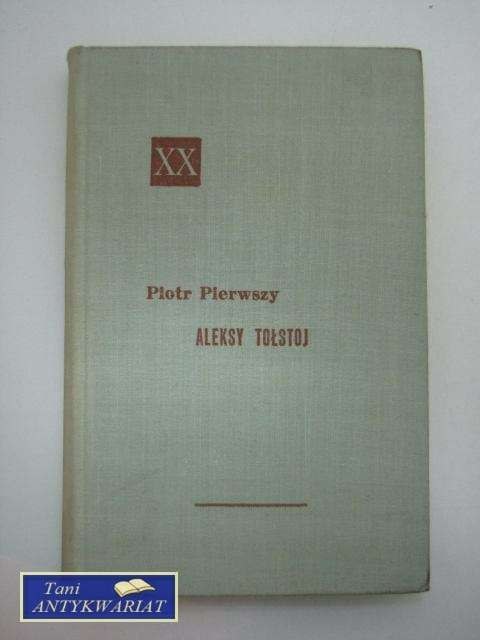 XX
Piotr Pierwszy
ALEKSY TOŁSTOJ
Tani
ANTYKWARIAT